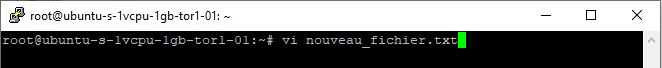 root@ubuntu-s-1vcpu-1gb-tor1-01: ~
root@ubuntu-s-1vcpu-1gb-tor1-01:~# vi nouveau_fichier.txt